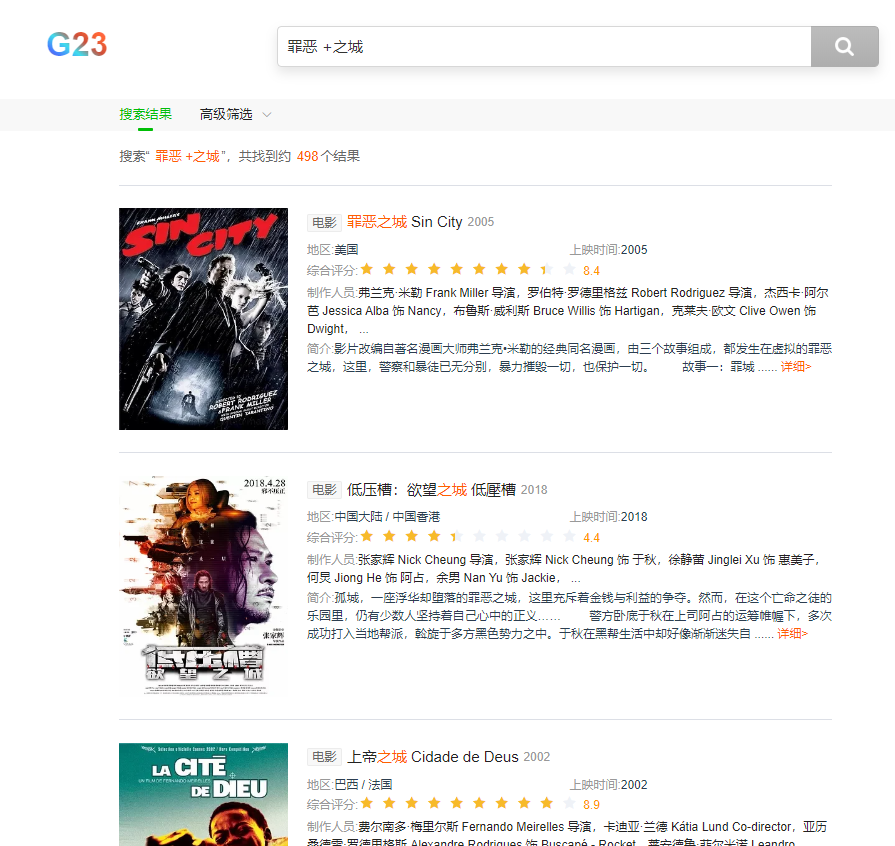 G23
罪恶 +之城
搜索结果 高级筛选
搜索“ 罪恶 +之城”，共找到约 498个结果
FRANK MILLER'S
SIN CITY
DIRECTED BY
ROBERT RODRIGUEZ
& FRANK MILLER
QUENTIN TARANTINO
电影 罪恶之城 Sin City 2005
地区:美国 上映时间:2005
综合评分: 8.4
制作人员:弗兰克·米勒 Frank Miller 导演，罗伯特·罗德里格兹 Robert Rodriguez 导演，杰西卡·阿尔
芭 Jessica Alba 饰 Nancy，布鲁斯·威利斯 Bruce Willis 饰 Hartigan，克莱夫·欧文 Clive Owen 饰
Dwight， ...
简介:影片改编自著名漫画大师弗兰克•米勒的经典同名漫画，由三个故事组成，都发生在虚拟的罪恶
之城，这里，警察和暴徒已无分别，暴力摧毁一切，也保护一切。 故事一：罪城 ...... 详细>
2018.4.28
张家辉
低压槽
欲望之城
电影 低压槽：欲望之城 低壓槽 2018
地区:中国大陆 / 中国香港 上映时间:2018
综合评分: 4.4
制作人员:张家辉 Nick Cheung 导演，张家辉 Nick Cheung 饰 于秋，徐静蕾 Jinglei Xu 饰 惠美子，
何炅 Jiong He 饰 阿占，余男 Nan Yu 饰 Jackie， ...
简介:孤城，一座浮华却堕落的罪恶之城，这里充斥着金钱与利益的争夺。然而，在这个亡命之徒的
乐园里，仍有少数人坚持着自己心中的正义…… 警方卧底于秋在上司阿占的运筹帷幄下，多次
成功打入当地帮派，斡旋于多方黑色势力之中。于秋在黑帮生活中却好像渐渐迷失自 ...... 详细>
LA CITÉ
UN FILM DE FERNANDO MEIRELLES
DE DIEU
电影 上帝之城 Cidade de Deus 2002
地区:巴西 / 法国 上映时间:2002
综合评分: 8.9
制作人员:费尔南多·梅里尔斯 Fernando Meirelles 导演，卡迪亚·兰德 Kátia Lund Co-director，亚历
桑德雷·罗德里格斯 Alexandre Rodrigues 饰 Buscapé - Rocket，莱安德鲁·菲尔米诺 Leandro